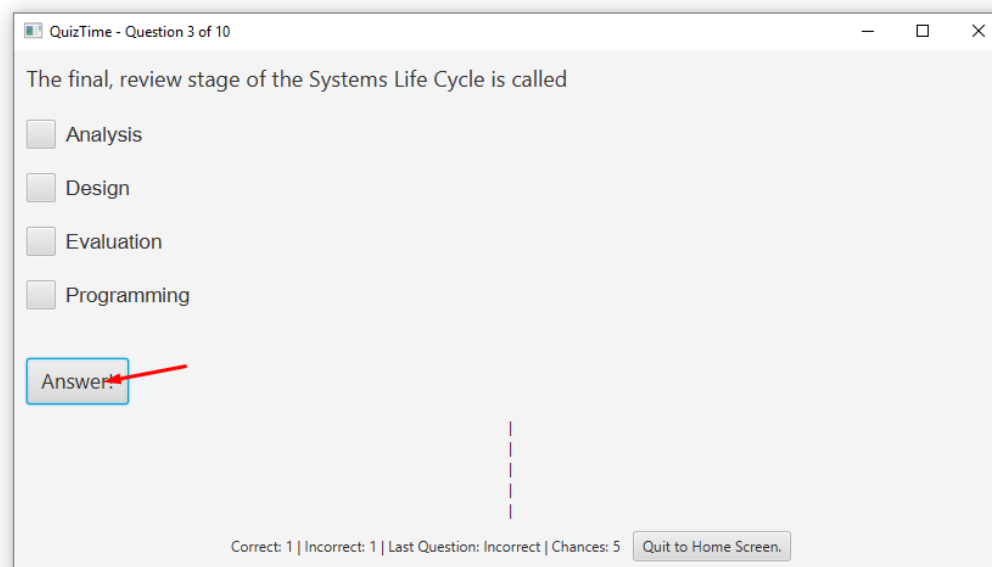 QuizTime - Question 3 of 10
The final, review stage of the Systems Life Cycle is called
Analysis
Design
Evaluation
Programming
Answer!
|
|
|
|
|
Correct: 1 | Incorrect: 1 | Last Question: Incorrect | Chances: 5 Quit to Home Screen.